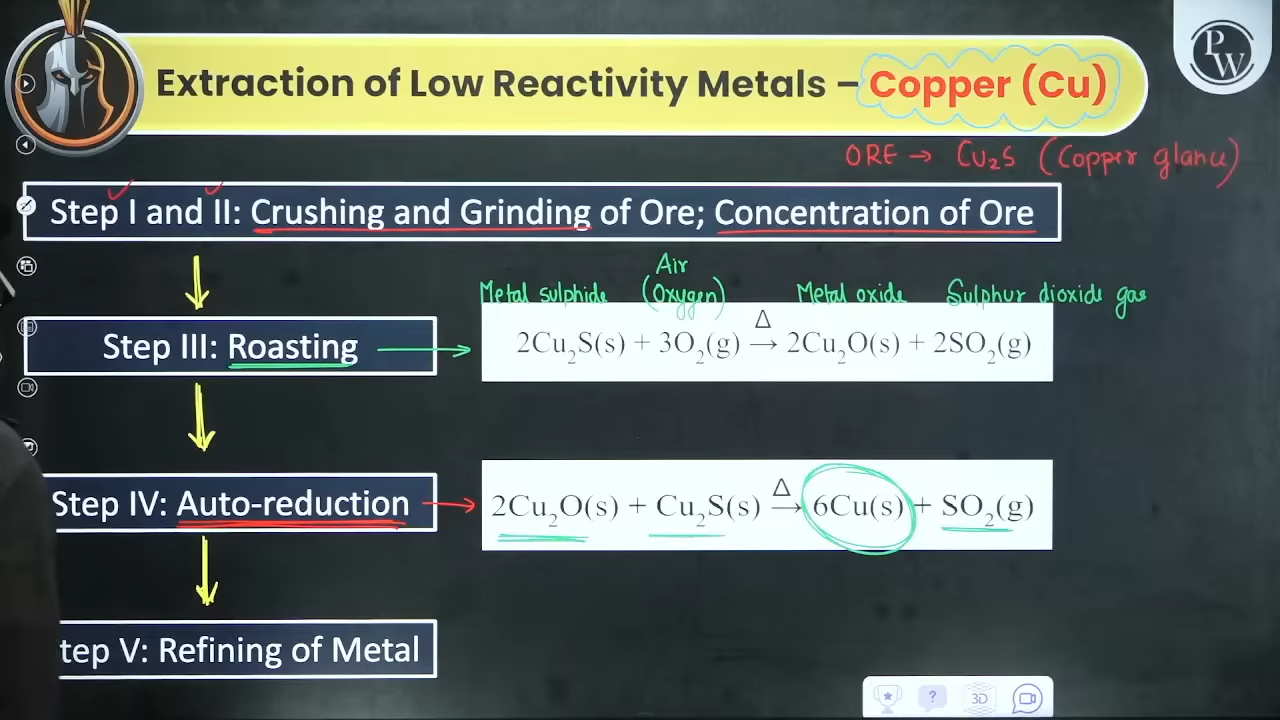 PW
Extraction of Low Reactivity Metals – Copper (Cu)
ORE → Cu₂S (Copper glance)
Step I and II: Crushing and Grinding of Ore; Concentration of Ore
Air
Metal sulphide (Oxygen) Metal oxide Sulphur dioxide gas
Step III: Roasting
Δ
2Cu₂S(s) + 3O₂(g) → 2Cu₂O(s) + 2SO₂(g)
Step IV: Auto-reduction
Δ
2Cu₂O(s) + Cu₂S(s) → 6Cu(s) + SO₂(g)
tep V: Refining of Metal
? 3D